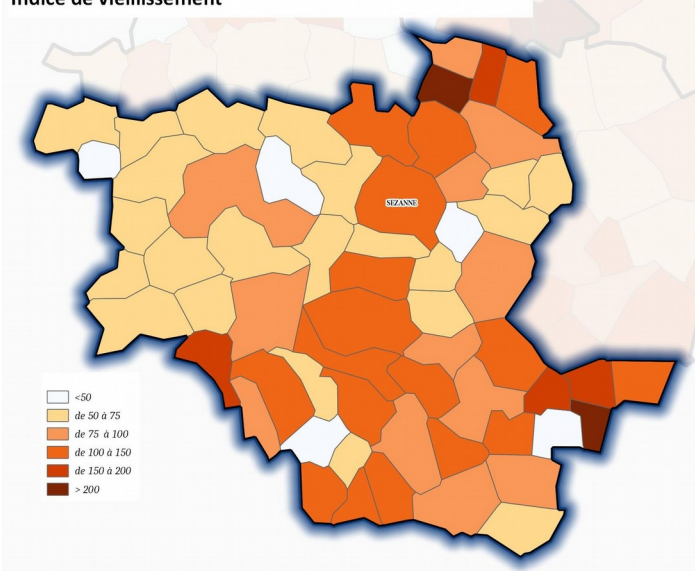 Indice de vieillissement
SEZANNE
<50
de 50 à 75
de 75 à 100
de 100 à 150
de 150 à 200
> 200